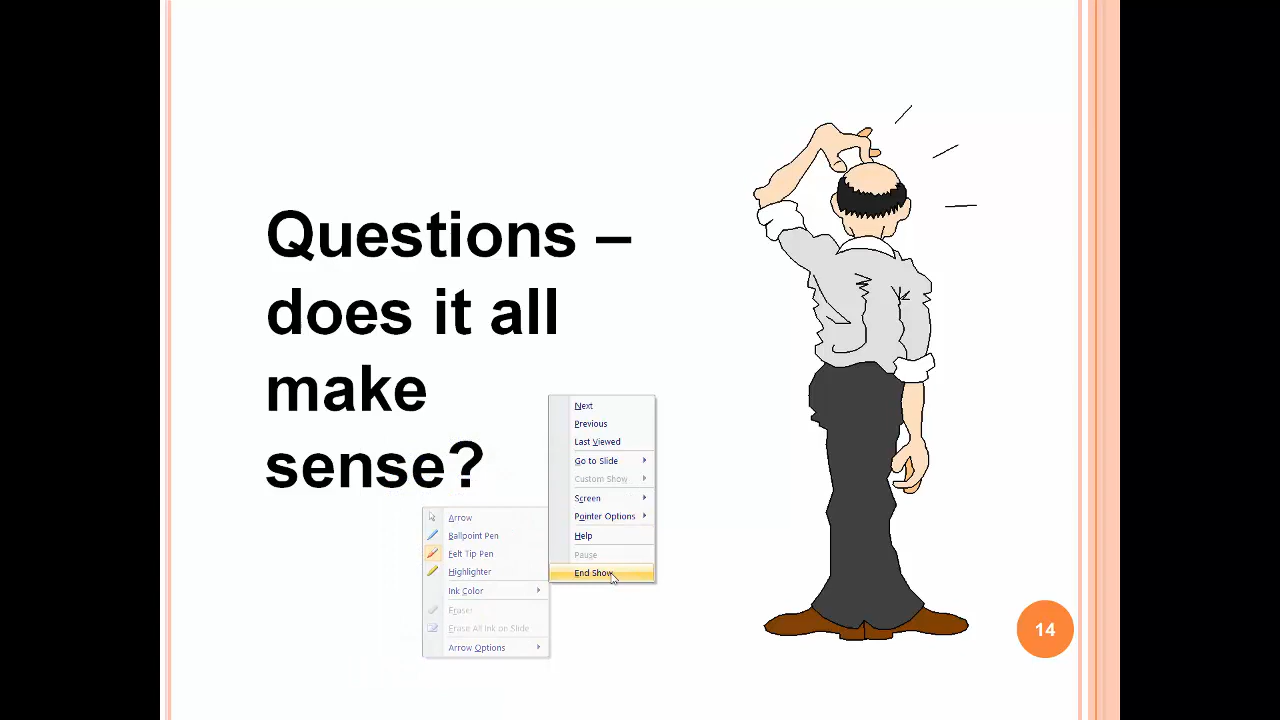 Questions –
does it all
make
sense?
Next
Previous
Last Viewed
Go to Slide
Custom Show
Screen
Pointer Options
Help
Pause
End Show
Arrow
Ballpoint Pen
Felt Tip Pen
Highlighter
Ink Color
Eraser
Erase All Ink on Slide
Arrow Options
14